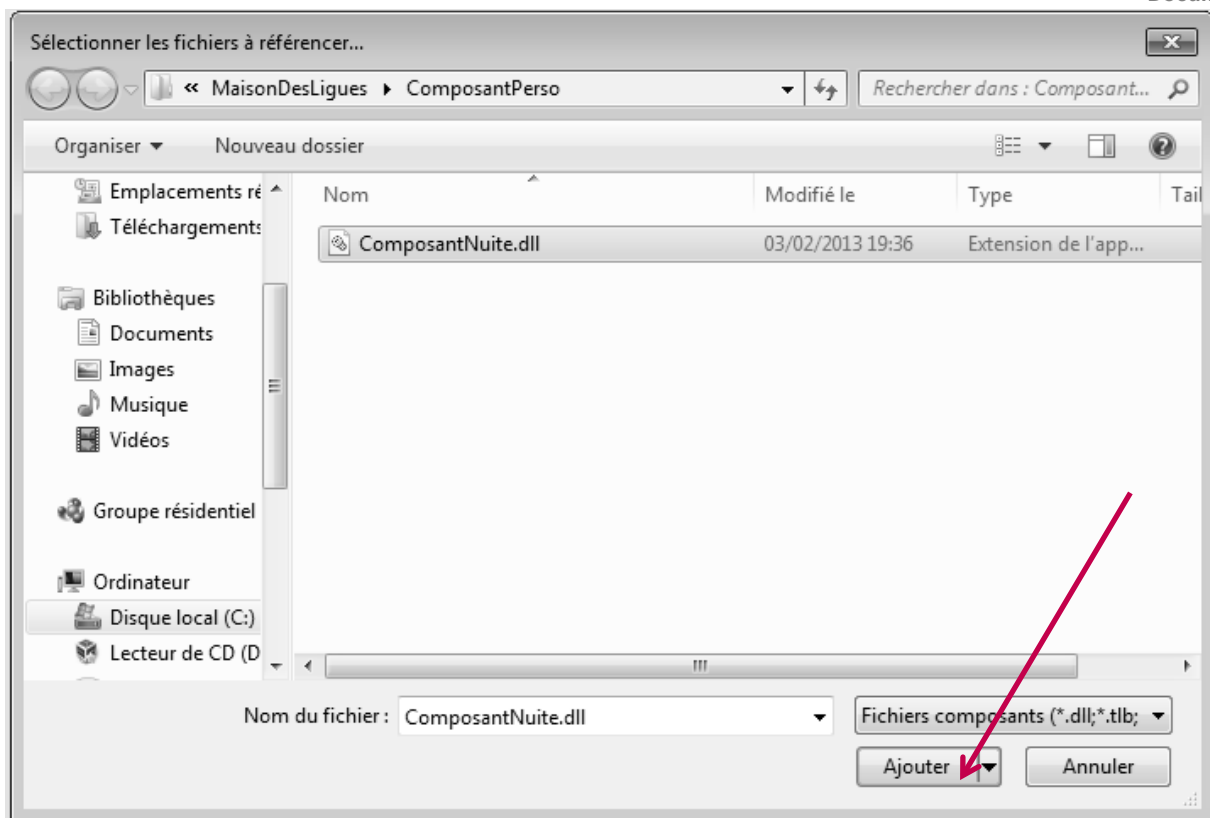 Sélectionner les fichiers à référencer...
« MaisonDesLigues ▸ ComposantPerso
Rechercher dans : Composant...
Organiser ▼ Nouveau dossier
Nom Modifié le Type Tail
ComposantNuite.dll 03/02/2013 19:36 Extension de l'app...
Emplacements ré
Téléchargements
Bibliothèques
Documents
Images
Musique
Vidéos
Groupe résidentiel
Ordinateur
Disque local (C:)
Lecteur de CD (D
Nom du fichier : ComposantNuite.dll Fichiers composants (*.dll;*.tlb;
Ajouter Annuler